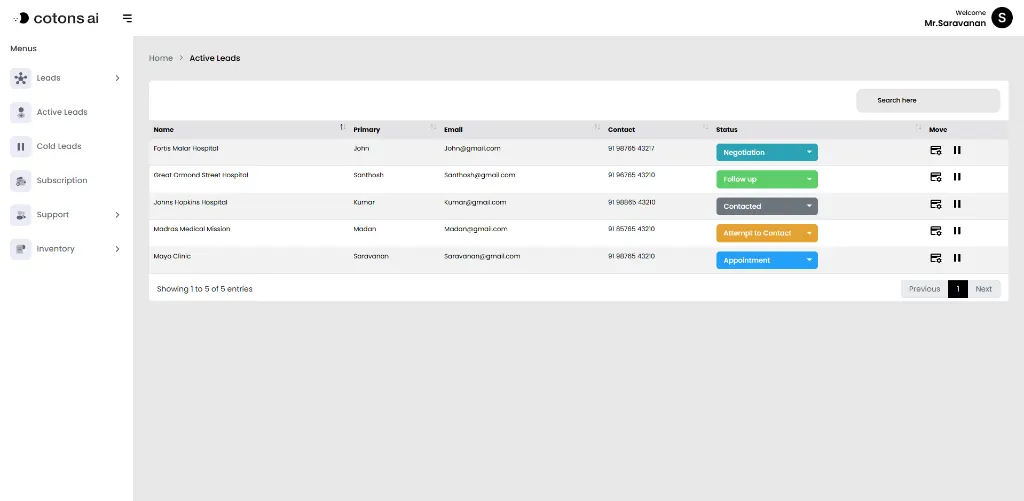 cotons ai
Welcome
Mr.Saravanan
S
Menus
Leads
Active Leads
Cold Leads
Subscription
Support
Inventory
Home > Active Leads
Search here
Name Primary Email Contact Status Move
Fortis Malar Hospital John John@gmail.com 91 98765 43217 Negotiation
Great Ormond Street Hospital Santhosh Santhosh@gmail.com 91 96765 43210 Follow up
Johns Hopkins Hospital Kumar Kumar@gmail.com 91 98865 43210 Contacted
Madras Medical Mission Madan Madan@gmail.com 91 85765 43210 Attempt to Contact
Mayo Clinic Saravanan Saravanan@gmail.com 91 98765 43210 Appointment
Showing 1 to 5 of 5 entries
Previous 1 Next